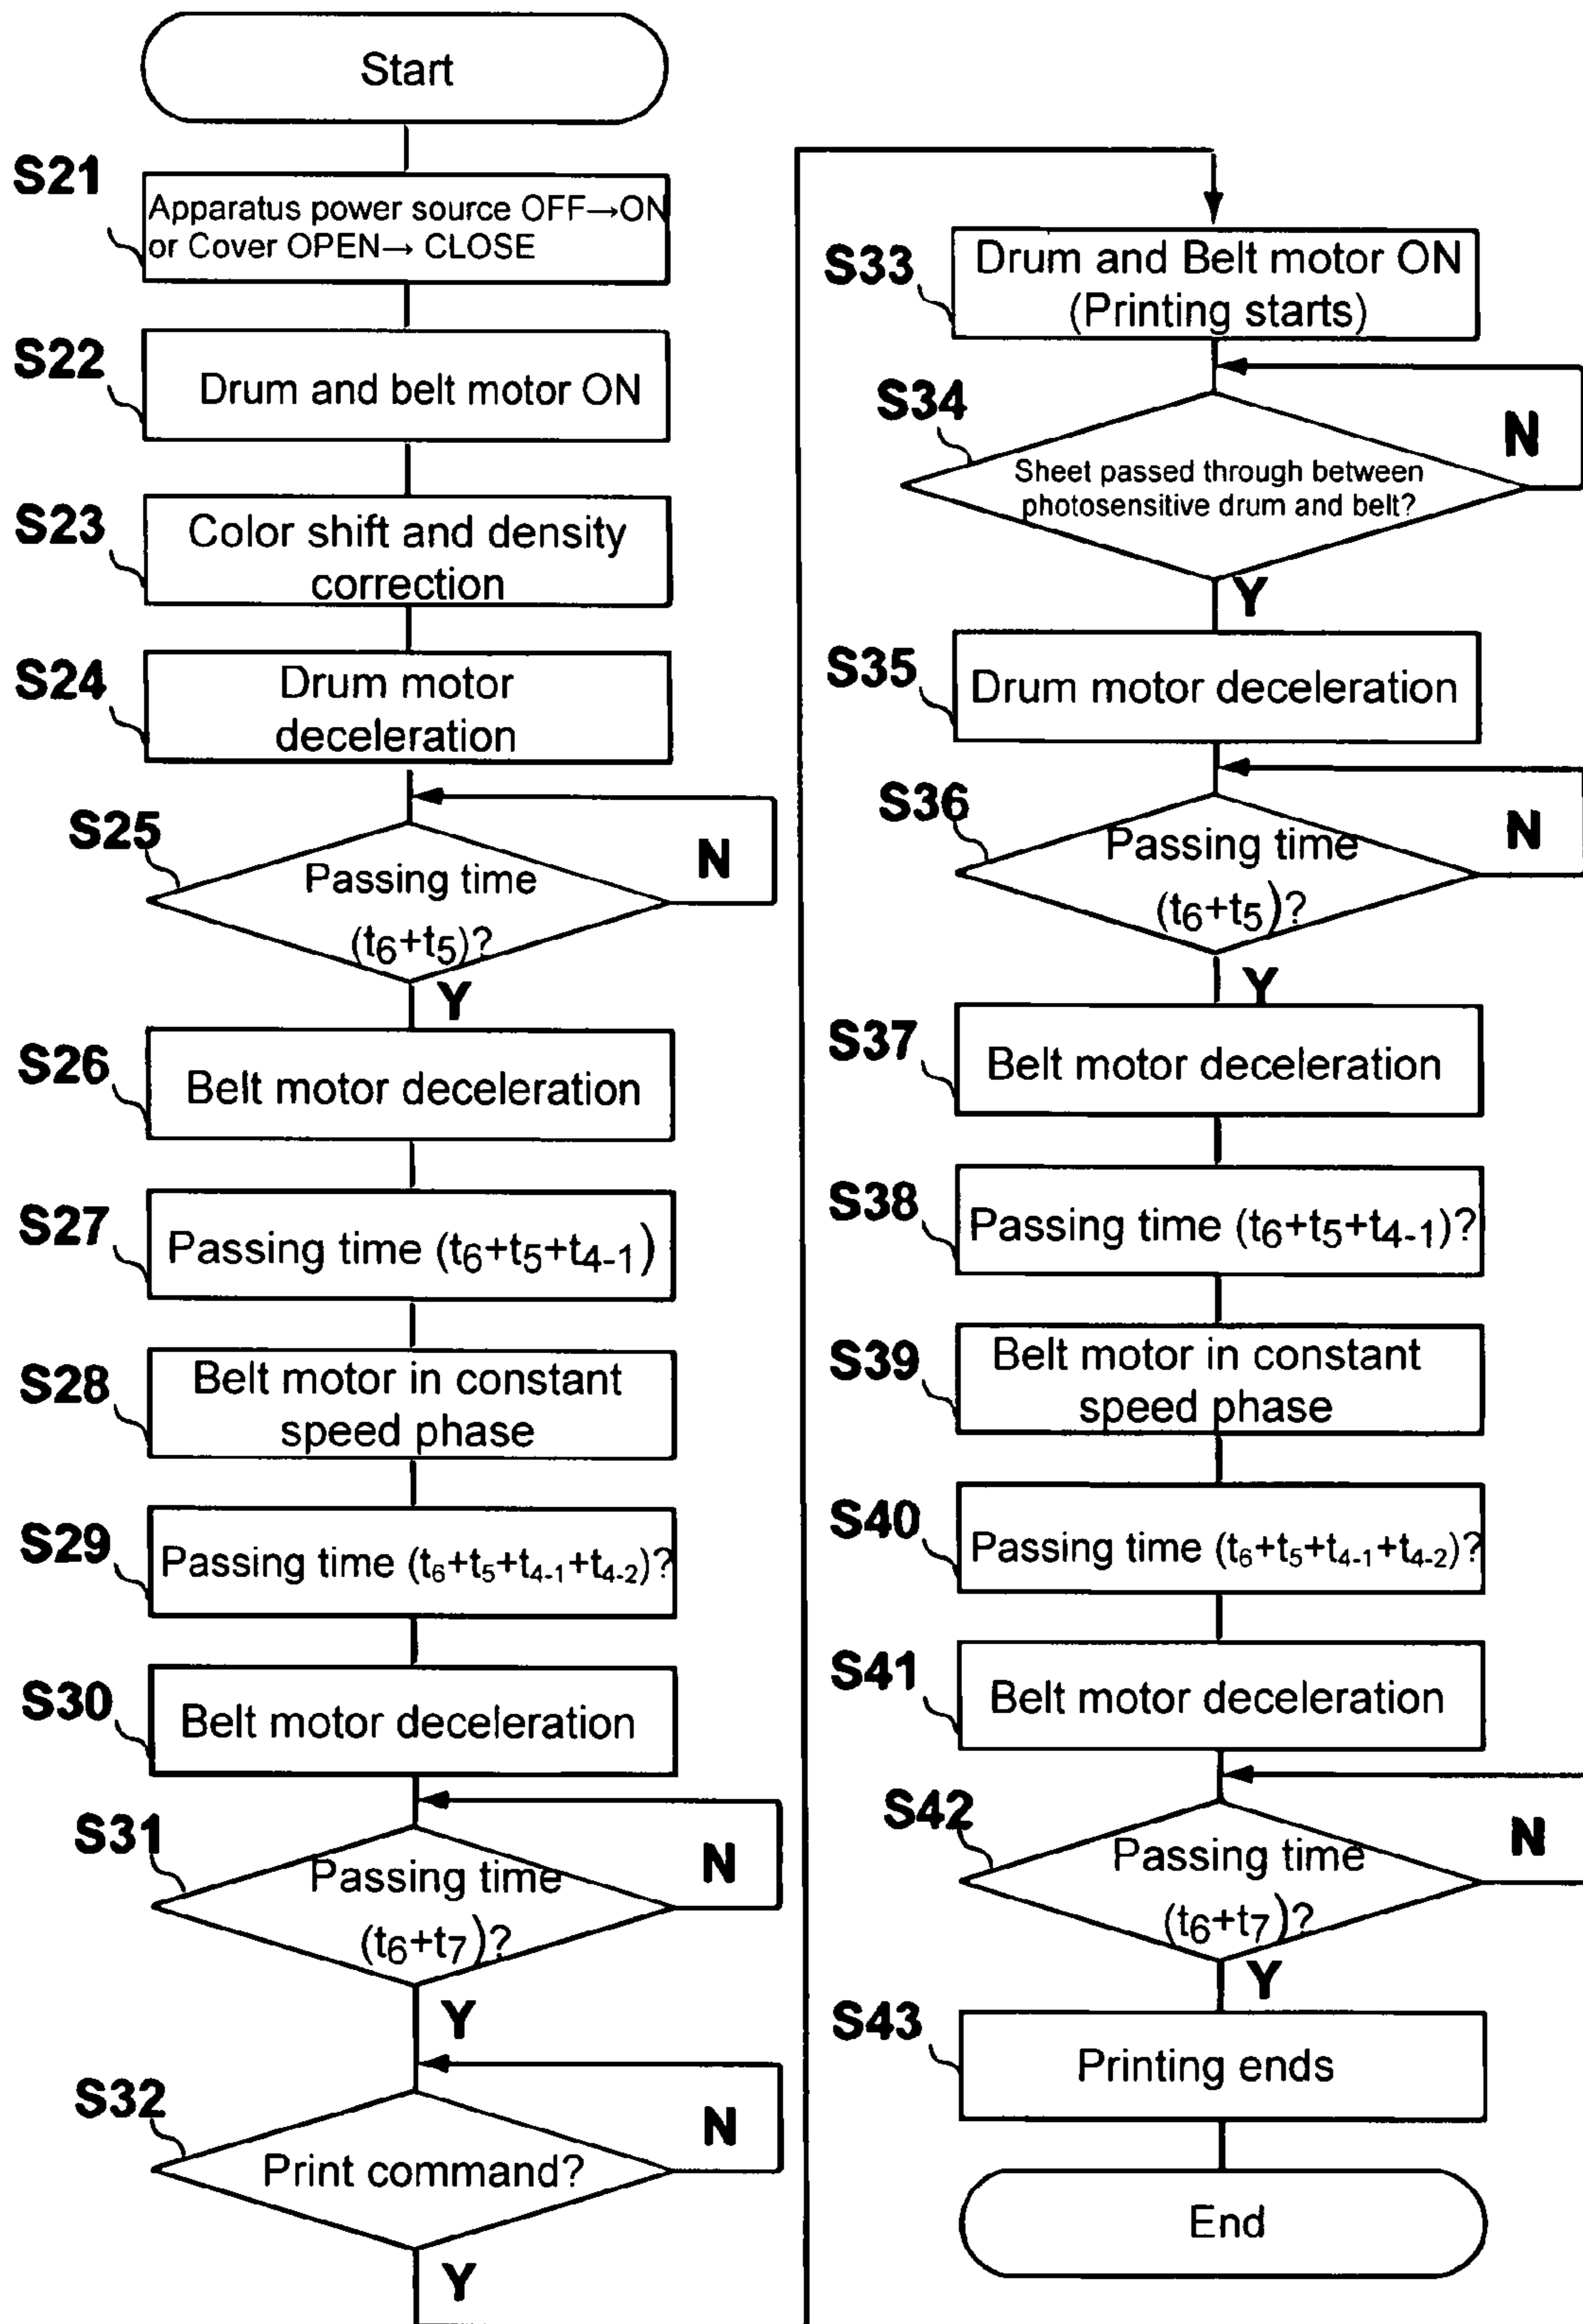 Start
S21
Apparatus power source OFF→ON
or Cover OPEN→ CLOSE
S22
Drum and belt motor ON
S23
Color shift and density
correction
S24
Drum motor
deceleration
S25
Passing time
N
(t6+t5)?
Y
S26
Belt motor deceleration
S27
Passing time (t6+t5+t4-1)
S28
Belt motor in constant
speed phase
S29
Passing time (t6+t5+t4-1+t4-2)?
S30
Belt motor deceleration
S31
Passing time
N
(t6+t7)?
Y
S32
N
Print command?
Y
S33
Drum and Belt motor ON
(Printing starts)
S34
N
Sheet passed through between
photosensitive drum and belt?
Y
S35
Drum motor deceleration
S36
Passing time
N
(t6+t5)?
Y
S37
Belt motor deceleration
S38
Passing time (t6+t5+t4-1)?
S39
Belt motor in constant
speed phase
S40
Passing time (t6+t5+t4-1+t4-2)?
S41
Belt motor deceleration
S42
Passing time
N
(t6+t7)?
Y
S43
Printing ends
End